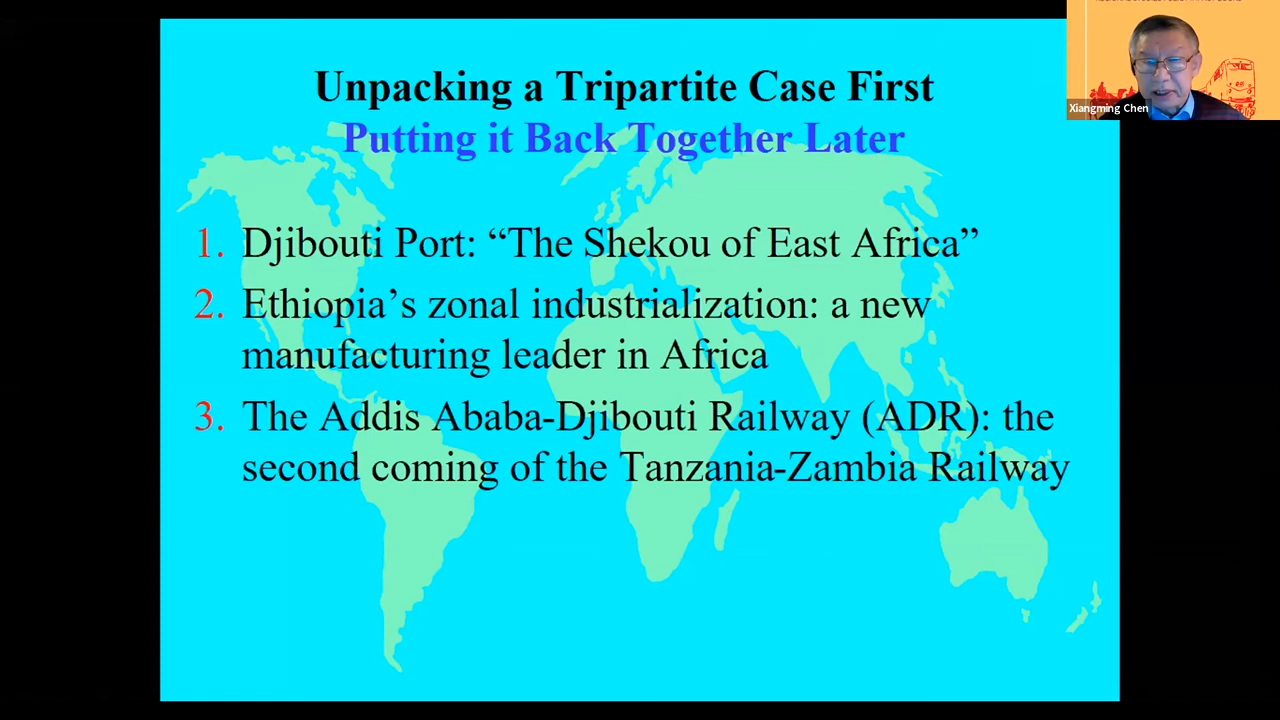 Unpacking a Tripartite Case First
Putting it Back Together Later
1. Djibouti Port: “The Shekou of East Africa”
2. Ethiopia’s zonal industrialization: a new
manufacturing leader in Africa
3. The Addis Ababa-Djibouti Railway (ADR): the
second coming of the Tanzania-Zambia Railway
Xiangming Chen